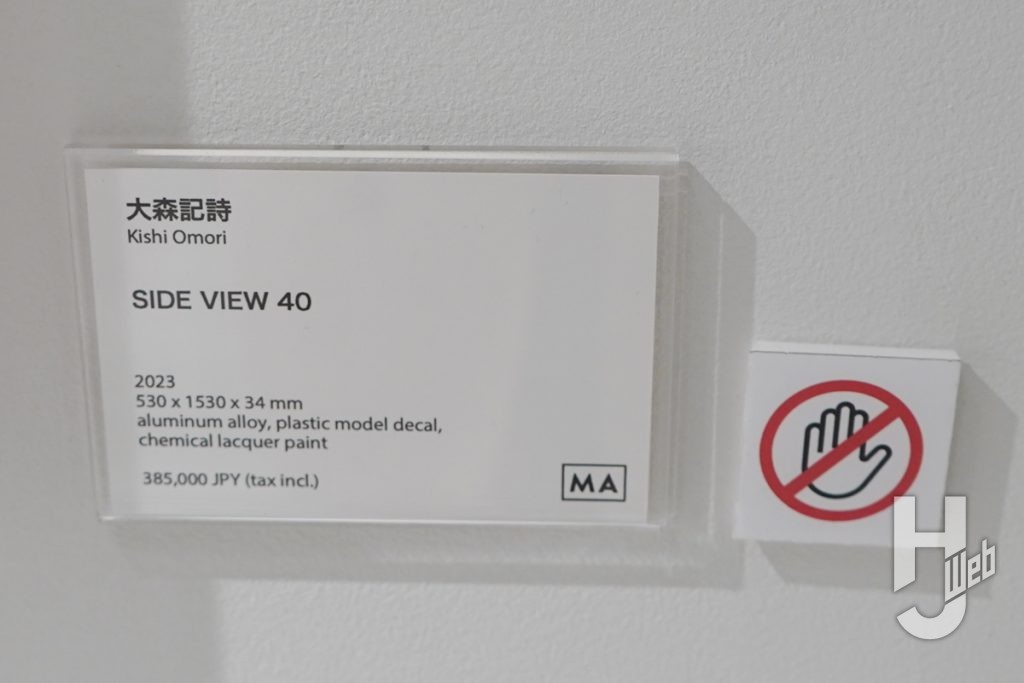 大森記詩
Kishi Omori
SIDE VIEW 40
2023
530 x 1530 x 34 mm
aluminum alloy, plastic model decal,
chemical lacquer paint
385,000 JPY (tax incl.)
MA
HJ Web